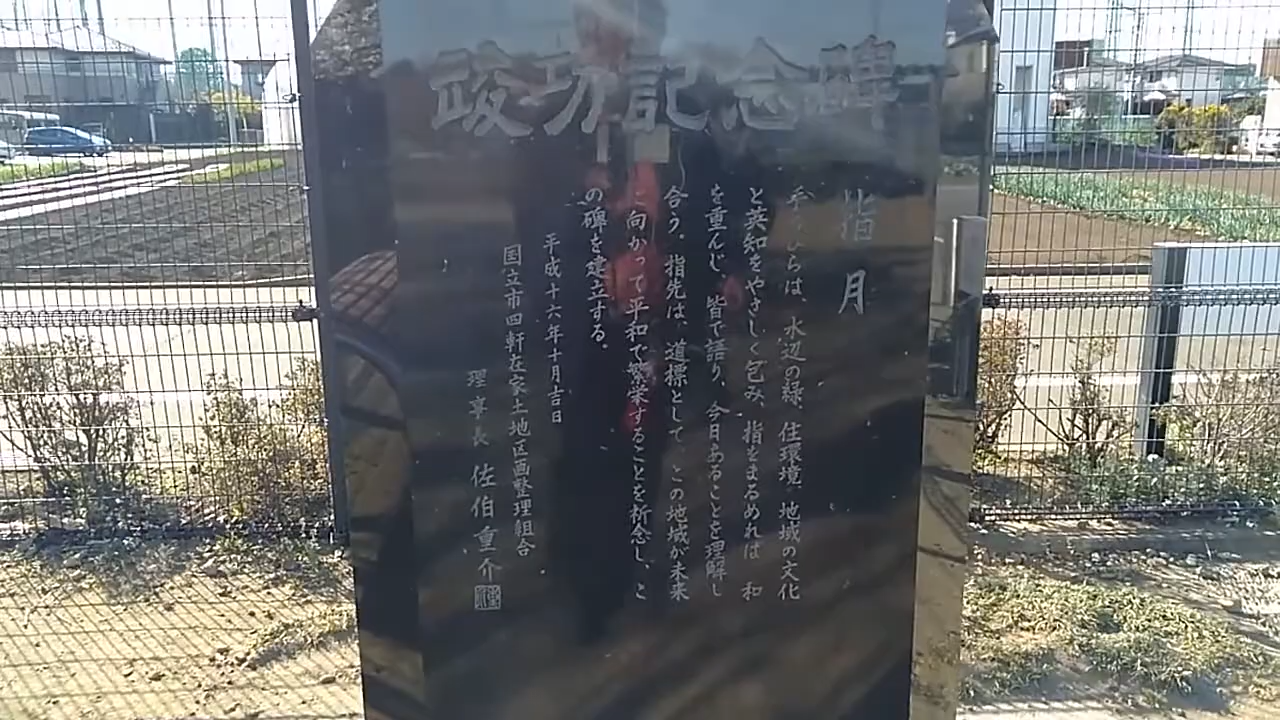 竣功記念碑
指月
手のひらは、水辺の緑、住環境、地域の文化
と英知をやさしく包み、指をまるめれば 和
を重んじ、皆で語り、今日あることを理解し
合う。指先は、道標として、この地域が未来
に向かって平和で繁栄することを祈念し、こ
の碑を建立する。
平成十六年十月吉日
国立市四軒在家土地区画整理組合
理事長 佐伯重介